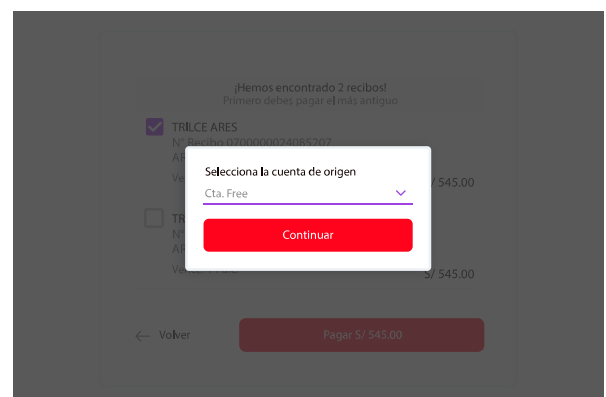 ¡Hemos encontrado 2 recibos!
Primero debes pagar el más antiguo
TRILCE ARES
N° Recibo 0700000024085207
S/ 545.00
Selecciona la cuenta de origen
Cta. Free
Continuar
S/ 545.00
Volver
Pagar S/ 545.00